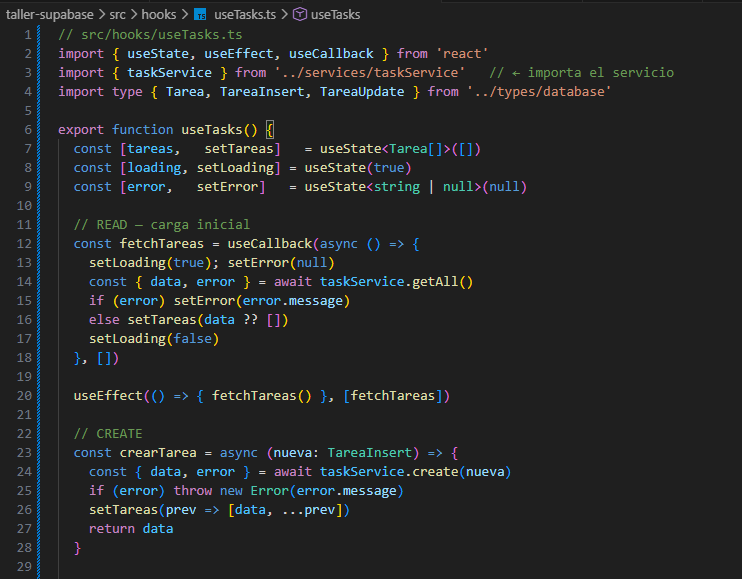 taller-supabase > src > hooks > TS useTasks.ts > useTasks
1 // src/hooks/useTasks.ts
2 import { useState, useEffect, useCallback } from 'react'
3 import { taskService } from '../services/taskService'   // ← importa el servicio
4 import type { Tarea, TareaInsert, TareaUpdate } from '../types/database'
5
6 export function useTasks() {
7   const [tareas,   setTareas]   = useState<Tarea[]>([])
8   const [loading, setLoading] = useState(true)
9   const [error,   setError]   = useState<string | null>(null)
10
11   // READ — carga inicial
12   const fetchTareas = useCallback(async () => {
13     setLoading(true); setError(null)
14     const { data, error } = await taskService.getAll()
15     if (error) setError(error.message)
16     else setTareas(data ?? [])
17     setLoading(false)
18   }, [])
19
20   useEffect(() => { fetchTareas() }, [fetchTareas])
21
22   // CREATE
23   const crearTarea = async (nueva: TareaInsert) => {
24     const { data, error } = await taskService.create(nueva)
25     if (error) throw new Error(error.message)
26     setTareas(prev => [data, ...prev])
27     return data
28   }
29